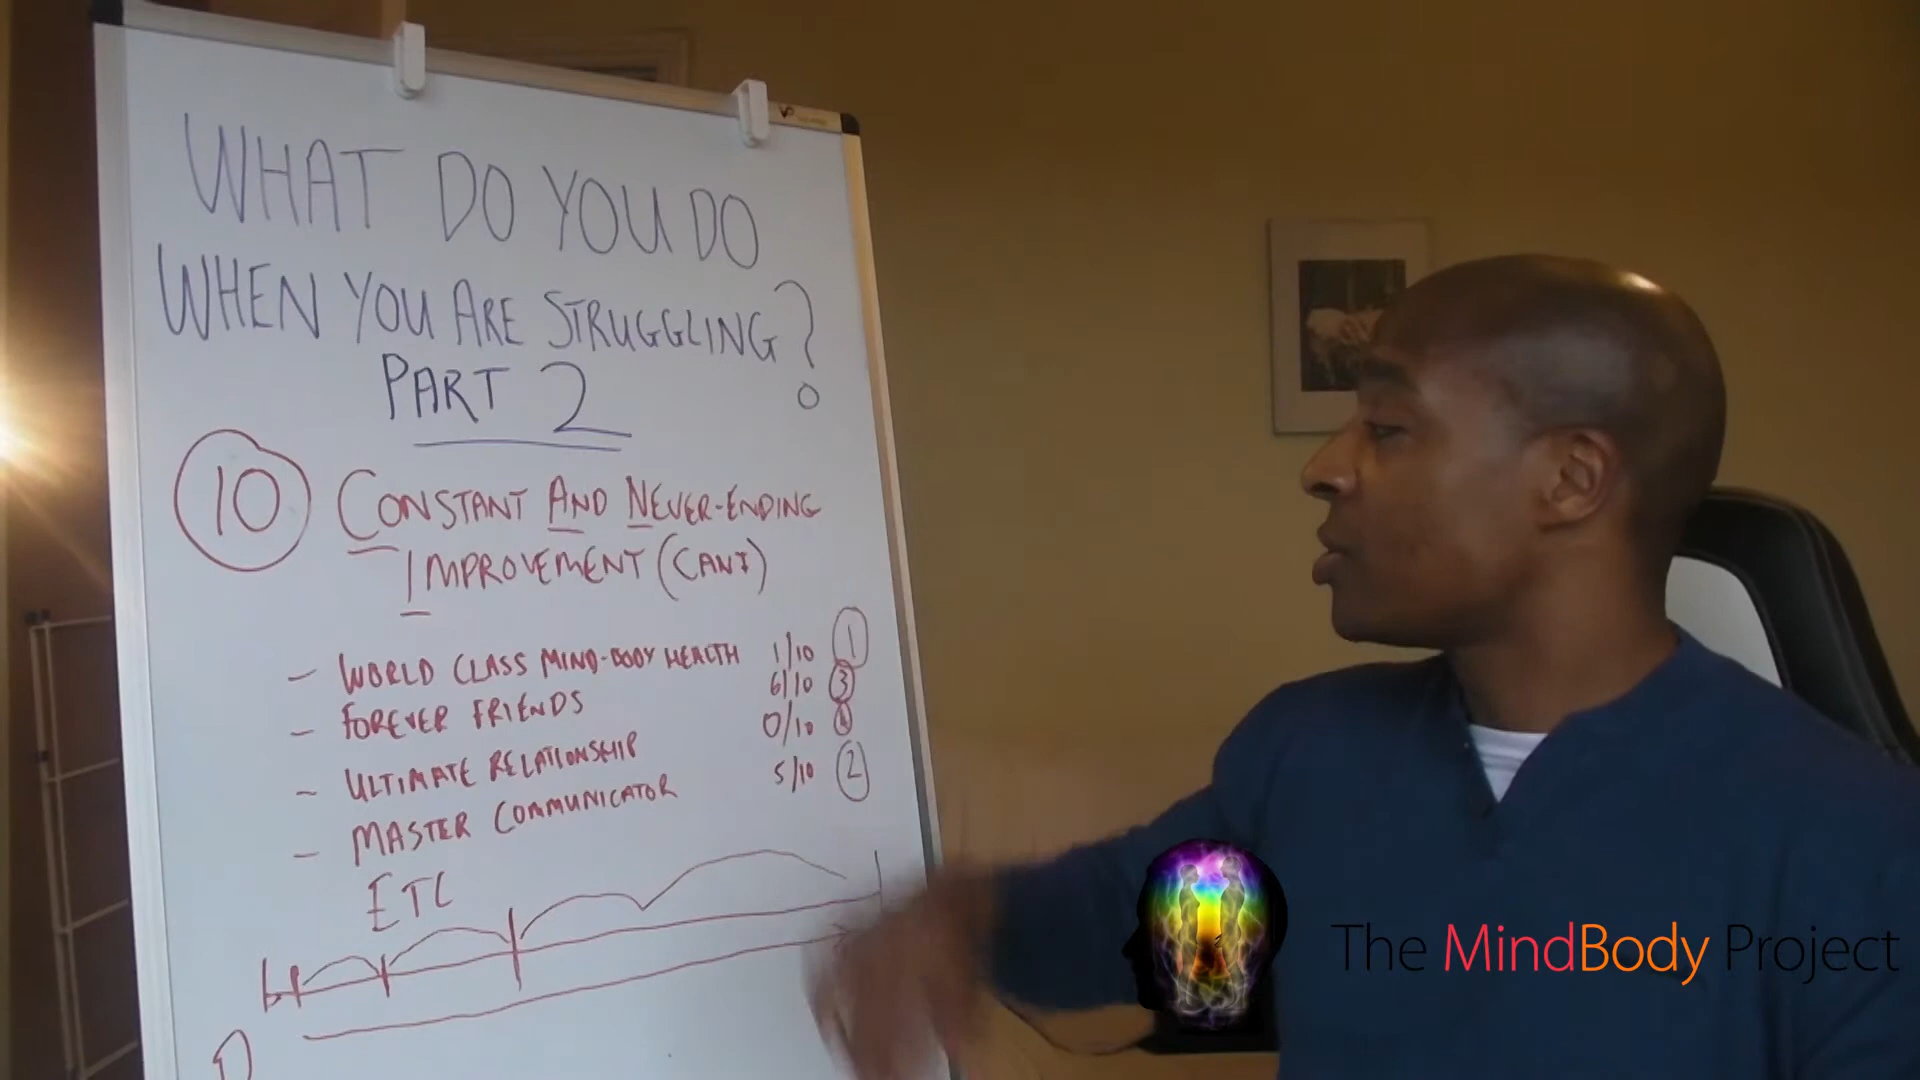 WHAT DO YOU DO
WHEN YOU ARE STRUGGLING?
PART 2
10 CONSTANT AND NEVER-ENDING
IMPROVEMENT (CANI)
- WORLD CLASS MIND-BODY HEALTH 1/10 1
- FOREVER FRIENDS 6/10 3
- ULTIMATE RELATIONSHIP 0/10 4
- MASTER COMMUNICATOR 5/10 2
ETC
The MindBody Project